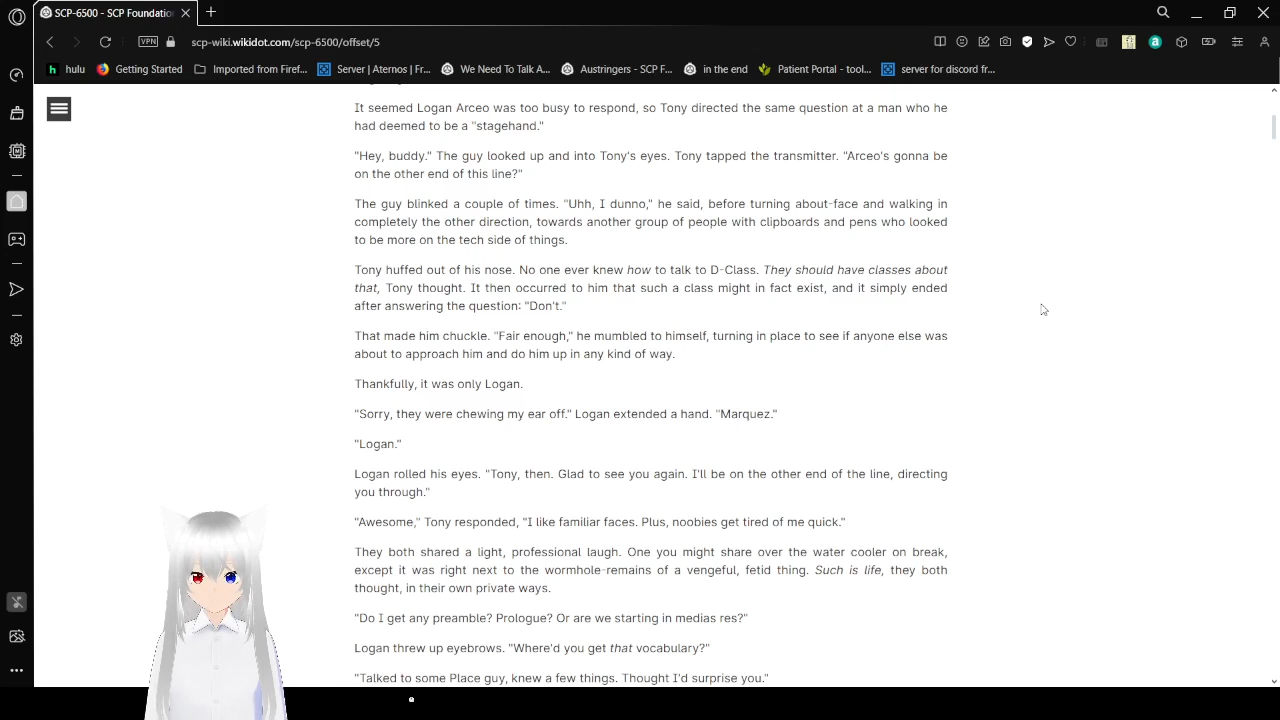 SCP-6500 - SCP Foundatio
scp-wiki.wikidot.com/scp-6500/offset/5
VPN
hulu
Getting Started
Imported from Firef...
Server | Aternos | Fr...
We Need To Talk A...
Austringers - SCP F...
in the end
Patient Portal - tool...
server for discord fr...
It seemed Logan Arceo was too busy to respond, so Tony directed the same question at a man who he
had deemed to be a "stagehand."
"Hey, buddy." The guy looked up and into Tony's eyes. Tony tapped the transmitter. "Arceo's gonna be
on the other end of this line?"
The guy blinked a couple of times. "Uhh, I dunno," he said, before turning about-face and walking in
completely the other direction, towards another group of people with clipboards and pens who looked
to be more on the tech side of things.
Tony huffed out of his nose. No one ever knew how to talk to D-Class. They should have classes about
that, Tony thought. It then occurred to him that such a class might in fact exist, and it simply ended
after answering the question: "Don't."
That made him chuckle. "Fair enough," he mumbled to himself, turning in place to see if anyone else was
about to approach him and do him up in any kind of way.
Thankfully, it was only Logan.
"Sorry, they were chewing my ear off." Logan extended a hand. "Marquez."
"Logan."
Logan rolled his eyes. "Tony, then. Glad to see you again. I'll be on the other end of the line, directing
you through."
"Awesome," Tony responded, "I like familiar faces. Plus, noobies get tired of me quick."
They both shared a light, professional laugh. One you might share over the water cooler on break,
except it was right next to the wormhole-remains of a vengeful, fetid thing. Such is life, they both
thought, in their own private ways.
"Do I get any preamble? Prologue? Or are we starting in medias res?"
Logan threw up eyebrows. "Where'd you get that vocabulary?"
"Talked to some Place guy, knew a few things. Thought I'd surprise you."